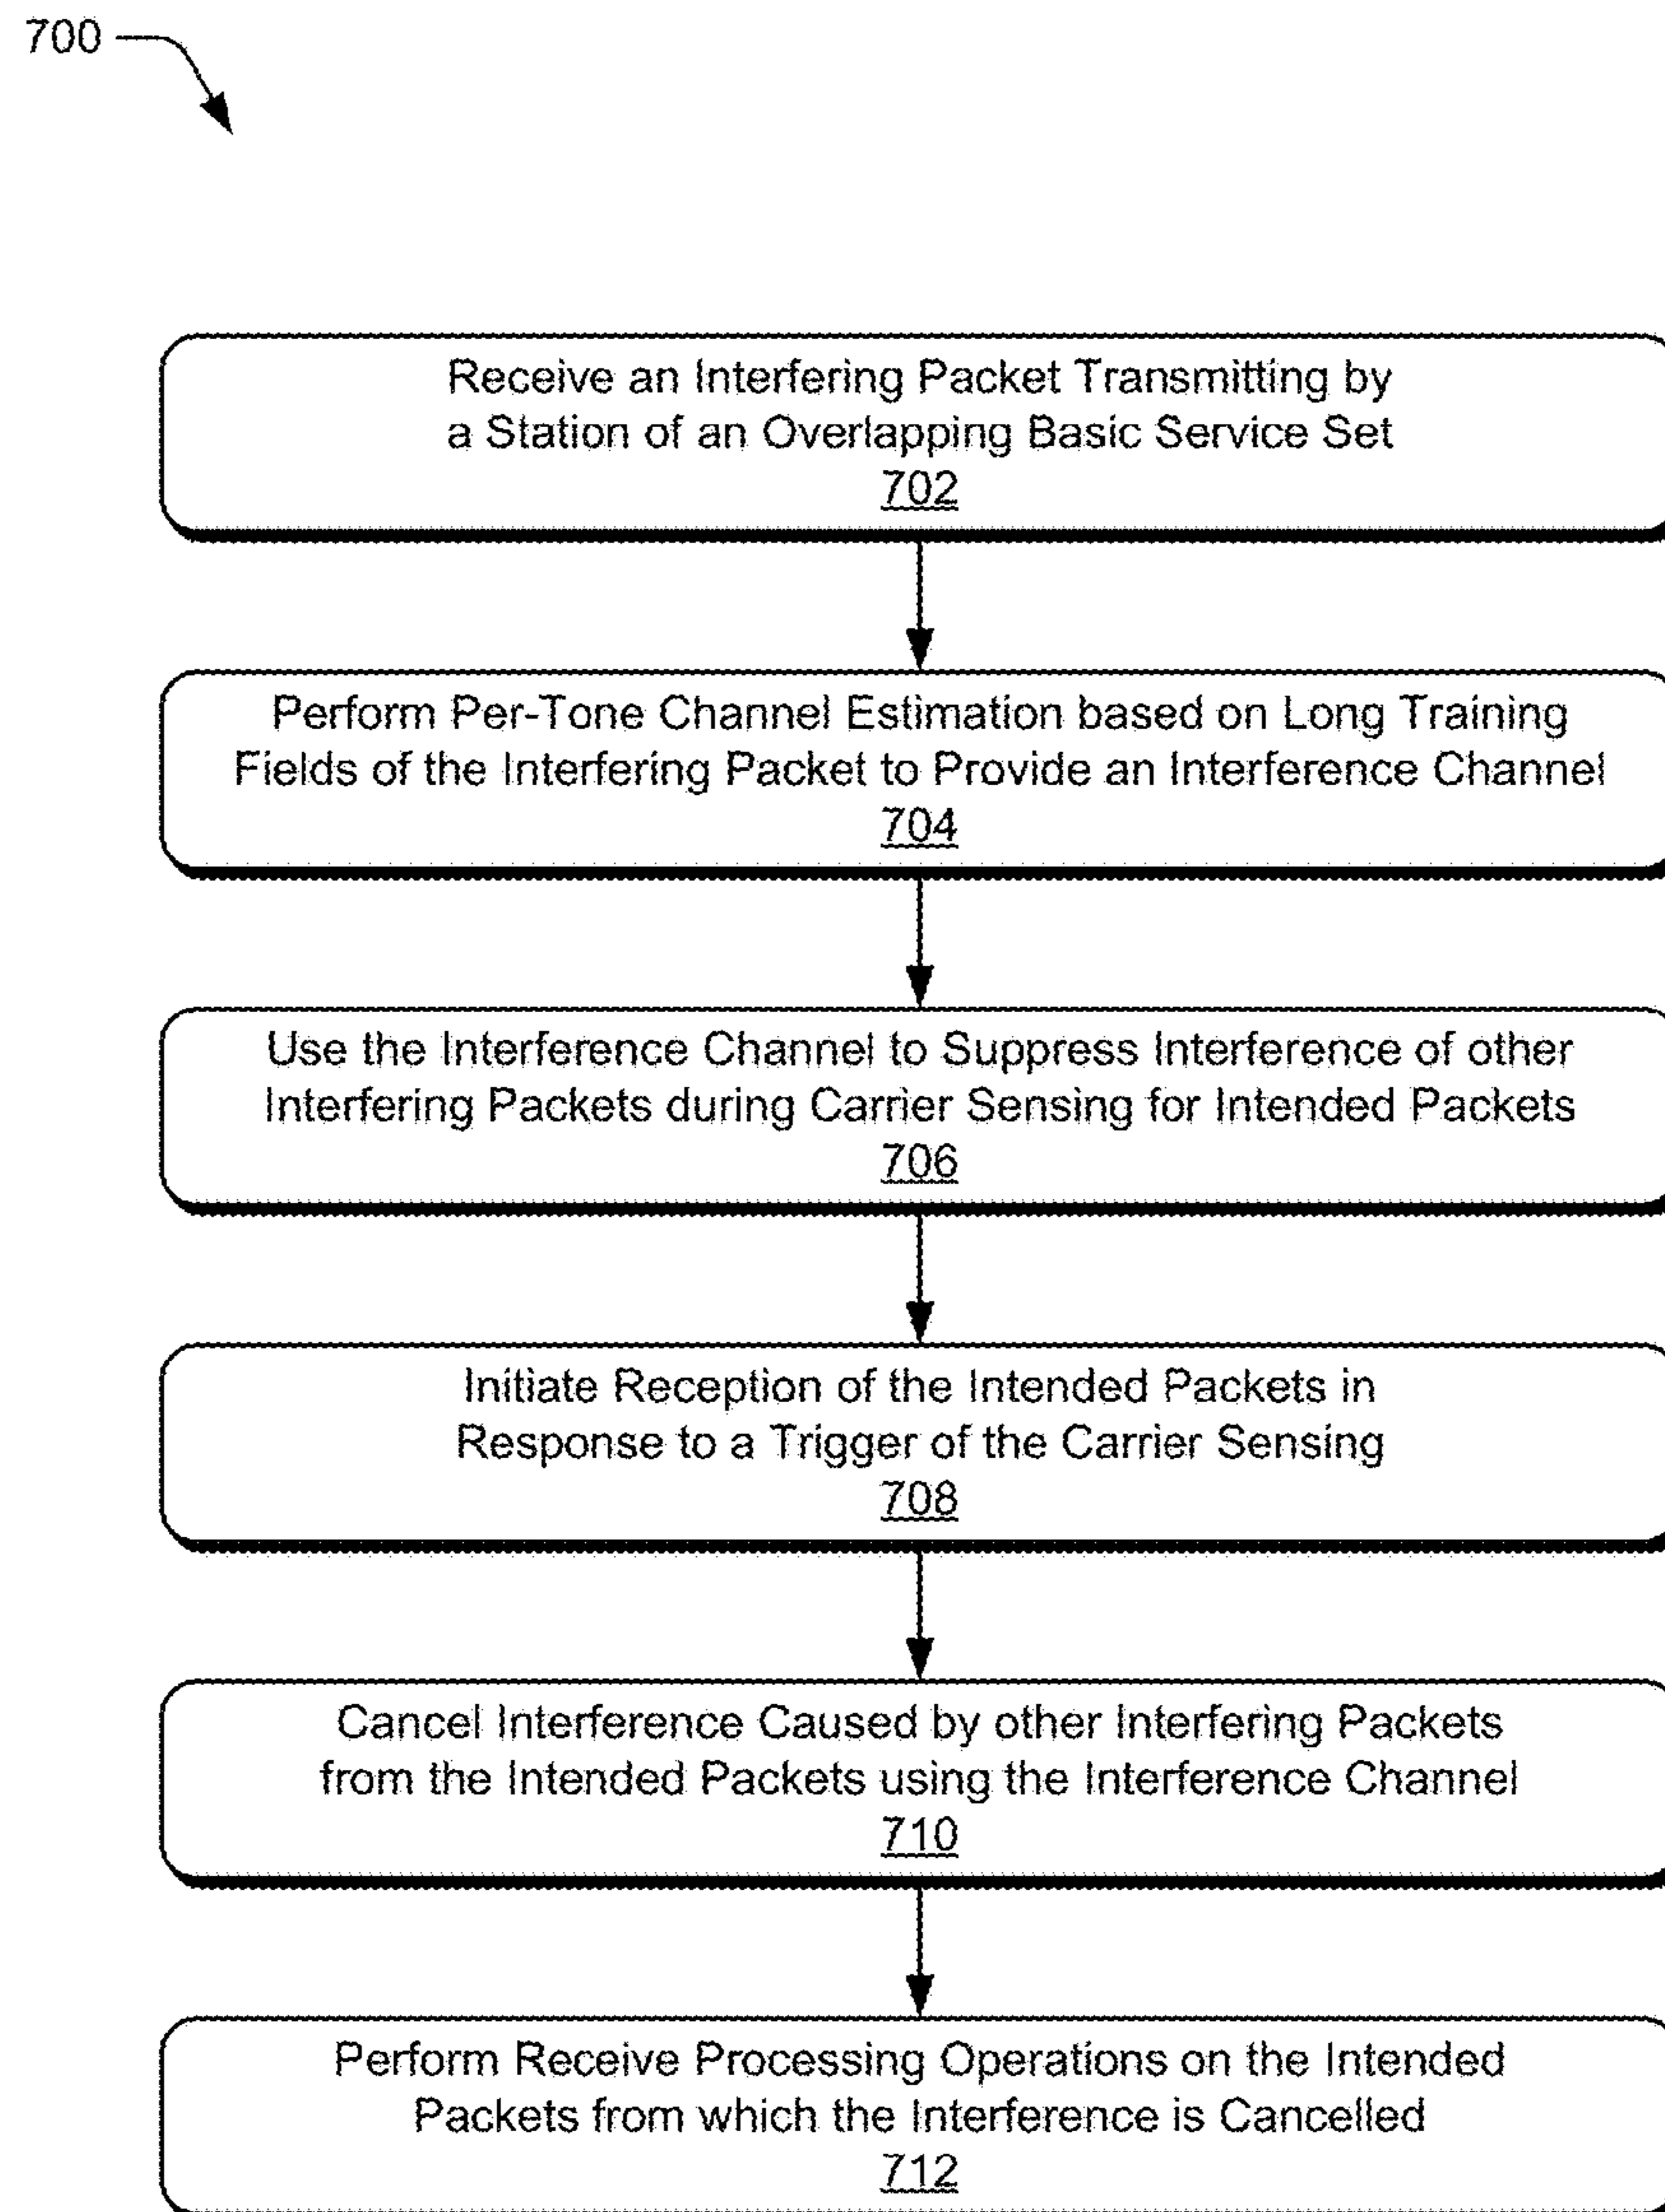 700
Receive an Interfering Packet Transmitting by
a Station of an Overlapping Basic Service Set
702
Perform Per-Tone Channel Estimation based on Long Training
Fields of the Interfering Packet to Provide an Interference Channel
704
Use the Interference Channel to Suppress Interference of other
Interfering Packets during Carrier Sensing for Intended Packets
706
Initiate Reception of the Intended Packets in
Response to a Trigger of the Carrier Sensing
708
Cancel Interference Caused by other Interfering Packets
from the Intended Packets using the Interference Channel
710
Perform Receive Processing Operations on the Intended
Packets from which the Interference is Cancelled
712